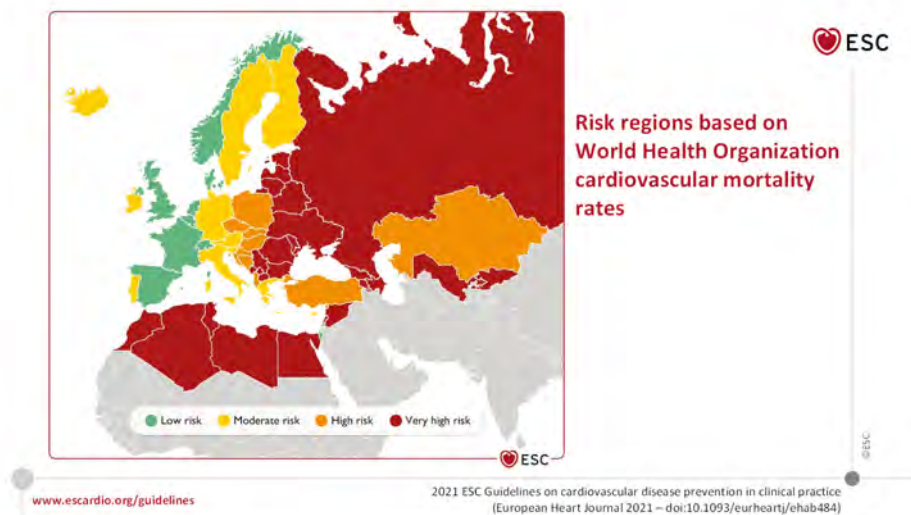 ESC
Risk regions based on
World Health Organization
cardiovascular mortality
rates
Low risk
Moderate risk
High risk
Very high risk
ESC
©ESC
www.escardio.org/guidelines
2021 ESC Guidelines on cardiovascular disease prevention in clinical practice
(European Heart Journal 2021 – doi:10.1093/eurheartj/ehab484)